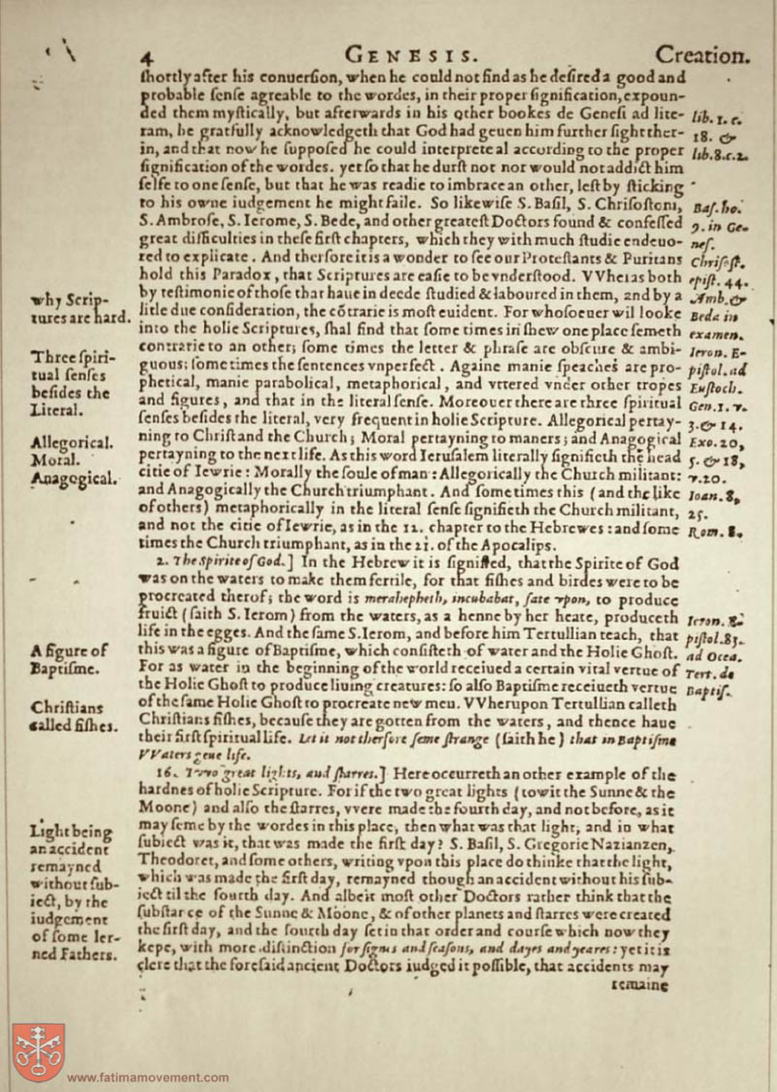 4 GENESIS. Creation.
ſhortly after his conuerſion, when he could not find as he deſired a good and
probable ſenſe agreable to the wordes, in their proper ſignification, expoun-
ded them myſtically, but afterwards in his other bookes de Geneſi ad lite-
ram, he gratfully acknowledgeth that God had geuen him further ſight ther-
in, and that now he ſuppoſed he could interprete al according to the proper
ſignification of the wordes. yet ſo that he durſt not nor would not addict him
ſelfe to one ſenſe, but that he was readie to imbrace an other, leſt by ſticking
to his owne iudgement he might faile. So likewiſe S. Baſil, S. Chriſoſtom,
S. Ambroſe, S. Ierome, S. Bede, and other greateſt Doctors found & confeſſed
great difficulties in theſe firſt chapters, which they with much ſtudie endeuo-
red to explicate. And therfore it is a wonder to ſee our Proteſtants & Puritans
hold this Paradox, that Scriptures are eaſie to be vnderſtood. VVheras both
by teſtimonie of thoſe that haue in deede ſtudied & laboured in them, and by a
litle due conſideration, the cōtrarie is moſt euident. For whoſoeuer wil looke
into the holie Scriptures, ſhal find that ſome times in ſhew one place ſemeth
contrarie to an other; ſome times the letter & phraſe are obſcure & ambi-
guous; ſome times the ſentences vnperfect. Againe manie ſpeaches are pro-
phetical, manie parabolical, metaphorical, and vttered vnder other tropes
and figures, and that in the literal ſenſe. Moreouer there are three ſpiritual
ſenſes beſides the literal, very frequent in holie Scripture. Allegorical pertay-
ning to Chriſt and the Church; Moral pertayning to maners; and Anagogical
pertayning to the next life. As this word Ieruſalem literally ſignifieth the head
citie of Iewrie: Morally the ſoule of man: Allegorically the Church militant:
and Anagogically the Church triumphant. And ſometimes this (and the like
of others) metaphorically in the literal ſenſe ſignifieth the Church militant,
and not the citie of Iewrie, as in the 12. chapter to the Hebrewes: and ſome
times the Church triumphant, as in the 21. of the Apocalips.
2. The Spirite of God.] In the Hebrew it is ſignified, that the Spirite of God
was on the waters to make them fertile, for that fiſhes and birdes were to be
procreated therof; the word is merahepheth, incubabat, ſate vpon, to produce
fruict (ſaith S. Ierom) from the waters, as a henne by her heate, produceth
life in the egges. And the ſame S. Ierom, and before him Tertullian teach, that
this was a figure of Baptiſme, which conſiſteth of water and the Holie Ghoſt.
For as water in the beginning of the world receiued a certain vital vertue of
the Holie Ghoſt to produce liuing creatures: ſo alſo Baptiſme receiueth vertue
of the ſame Holie Ghoſt to procreate new men. VVherupon Tertullian calleth
Chriſtians fiſhes, becauſe they are gotten from the waters, and thence haue
their firſt ſpiritual life. Let it not therfore ſeme ſtrange (ſaith he) that in Baptiſme
VVaters geue life.
16. Two great lights, and ſtarres.] Here occurreth an other example of the
hardnes of holie Scripture. For if the two great lights (towit the Sunne & the
Moone) and alſo the ſtarres, vvere made the fourth day, and not before, as it
may ſeme by the wordes in this place, then what was that light, and in what
ſubiect was it, that was made the firſt day? S. Baſil, S. Gregorie Nazianzen,
Theodoret, and ſome others, writing vpon this place do thinke that the light,
which was made the firſt day, remayned though an accident without his ſub-
iect til the fourth day. And albeit moſt other Doctors rather think that the
ſubſtance of the Sunne & Moone, & of other planets and ſtarres were created
the firſt day, and the fourth day ſet in that order and courſe which now they
kepe, with more diſtinction for ſignes and ſeaſons, and dayes and yeares: yet it is
clere that the foreſaid ancient Doctors iudged it poſſible, that accidents may
remaine
why Scrip-
tures are hard.
Three ſpiri-
tual ſenſes
beſides the
Literal.
Allegorical.
Moral.
Anagogical.
A figure of
Baptiſme.
Chriſtians
called fiſhes.
Light being
an accident
remayned
without ſub-
iect, by the
iudgement
of ſome ler-
ned Fathers.
lib. 1. c.
18. &
lib. 8. c. 2.
Baſ. ho.
9. in Ge-
neſ.
Chriſoſt.
epiſt. 44.
Amb. &
Beda in
examen.
Ieron. E-
piſtol. ad
Euſtoch.
Gen. 1. v.
3. & 14.
Exo. 20,
5. & 18,
v. 20.
Ioan. 8,
25.
Rom. 8.
Ieron. E-
piſtol. 83.
ad Ocea.
Tert. de
Baptiſ.
www.fatimamovement.com